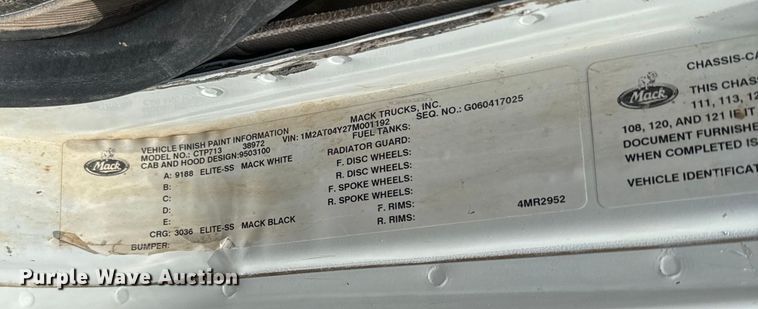 MACK TRUCKS, INC.
VEHICLE FINISH PAINT INFORMATION VIN: 1M2AT04Y27M001192 SEQ. NO.: G060417025
MODEL NO.: CTP713 38972 FUEL TANKS:
CAB AND HOOD DESIGN:9503100 RADIATOR GUARD:
Mack
A: 9188 ELITE-SS MACK WHITE F. DISC WHEELS:
B: R. DISC WHEELS:
C: F. SPOKE WHEELS:
D: R. SPOKE WHEELS:
E: F. RIMS: 4MR2952
CRG: 3036 ELITE-SS MACK BLACK R. RIMS:
BUMPER:
CHASSIS-CA
Mack
THIS CHASS
111, 113, 12
108, 120, AND 121 IF IT
DOCUMENT FURNISHE
WHEN COMPLETED IS
VEHICLE IDENTIFI
Purple Wave Auction